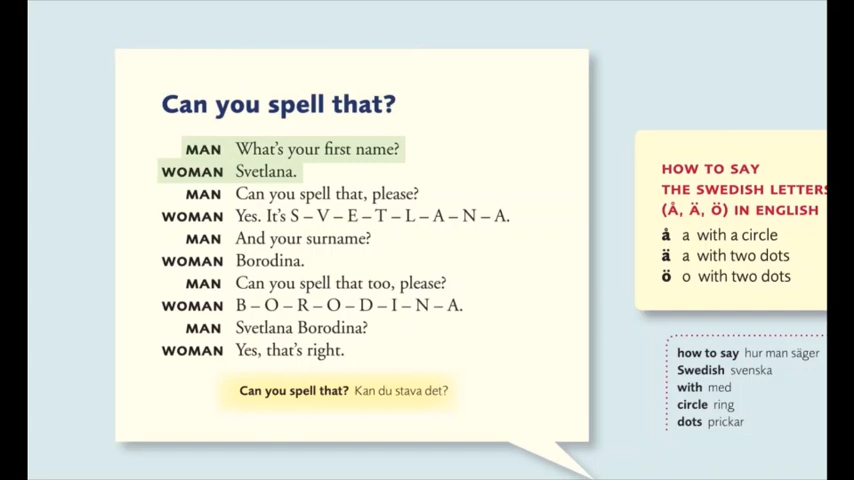 Can you spell that?
MAN What's your first name?
WOMAN Svetlana.
MAN Can you spell that, please?
WOMAN Yes. It's S – V – E – T – L – A – N – A.
MAN And your surname?
WOMAN Borodina.
MAN Can you spell that too, please?
WOMAN B – O – R – O – D – I – N – A.
MAN Svetlana Borodina?
WOMAN Yes, that's right.
Can you spell that? Kan du stava det?
HOW TO SAY
THE SWEDISH LETTERS
(Å, Ä, Ö) IN ENGLISH
å a with a circle
ä a with two dots
ö o with two dots
how to say hur man säger
Swedish svenska
with med
circle ring
dots prickar